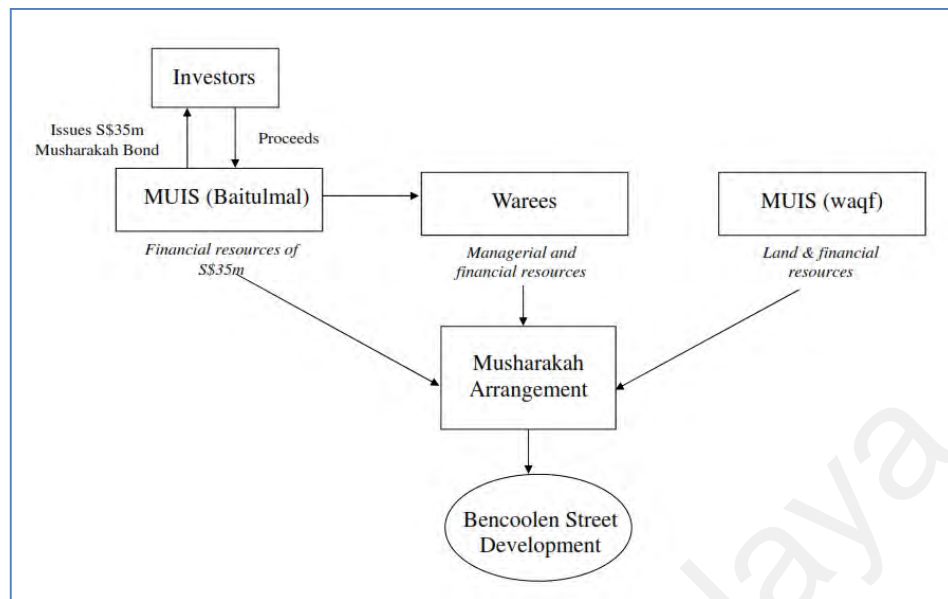 Investors
Issues S$35m
Musharakah Bond
Proceeds
MUIS (Baitulmal)
Warees
MUIS (waqf)
Financial resources of
S$35m
Managerial and
financial resources
Land & financial
resources
Musharakah
Arrangement
Bencoolen Street
Development
laya